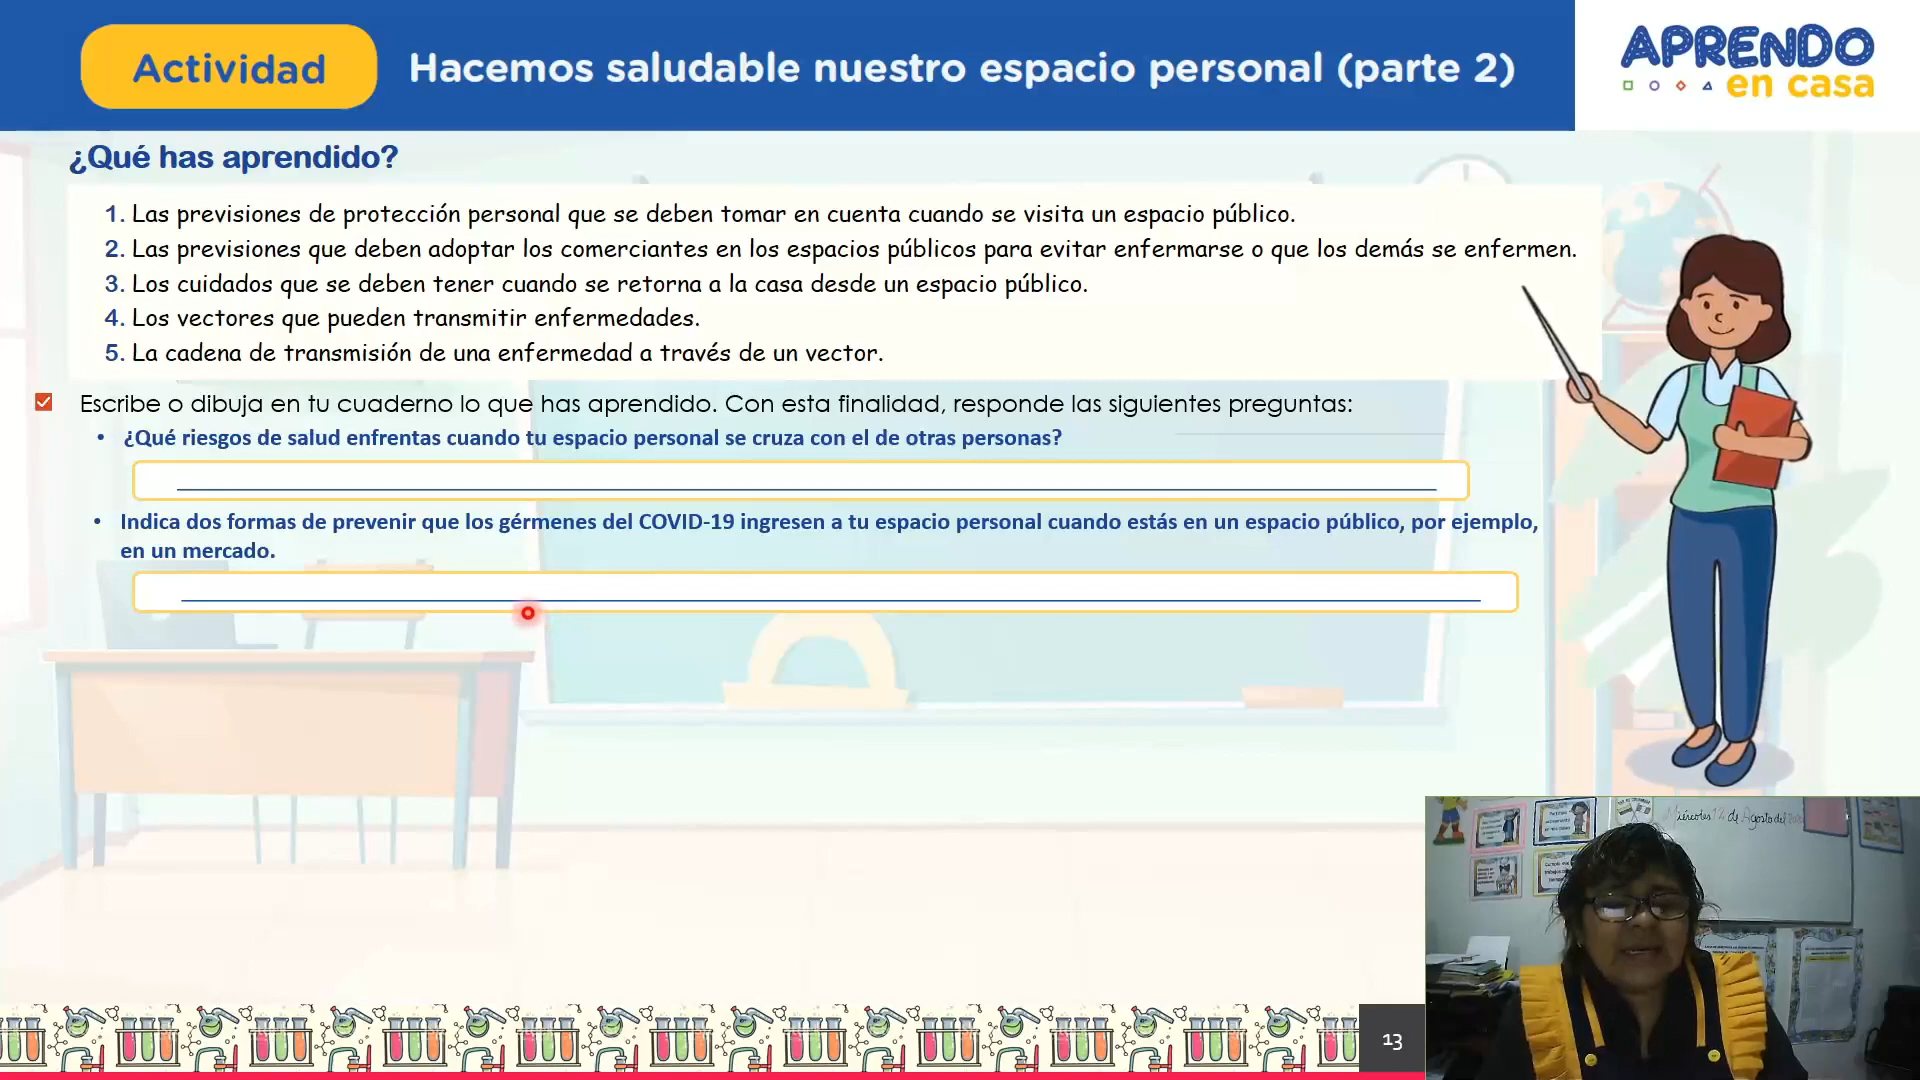 Actividad
Hacemos saludable nuestro espacio personal (parte 2)
APRENDO
en casa
¿Qué has aprendido?
1. Las previsiones de protección personal que se deben tomar en cuenta cuando se visita un espacio público.
2. Las previsiones que deben adoptar los comerciantes en los espacios públicos para evitar enfermarse o que los demás se enfermen.
3. Los cuidados que se deben tener cuando se retorna a la casa desde un espacio público.
4. Los vectores que pueden transmitir enfermedades.
5. La cadena de transmisión de una enfermedad a través de un vector.
Escribe o dibuja en tu cuaderno lo que has aprendido. Con esta finalidad, responde las siguientes preguntas:
• ¿Qué riesgos de salud enfrentas cuando tu espacio personal se cruza con el de otras personas?
• Indica dos formas de prevenir que los gérmenes del COVID-19 ingresen a tu espacio personal cuando estás en un espacio público, por ejemplo,
en un mercado.
Miércoles 12 de Agosto del
13